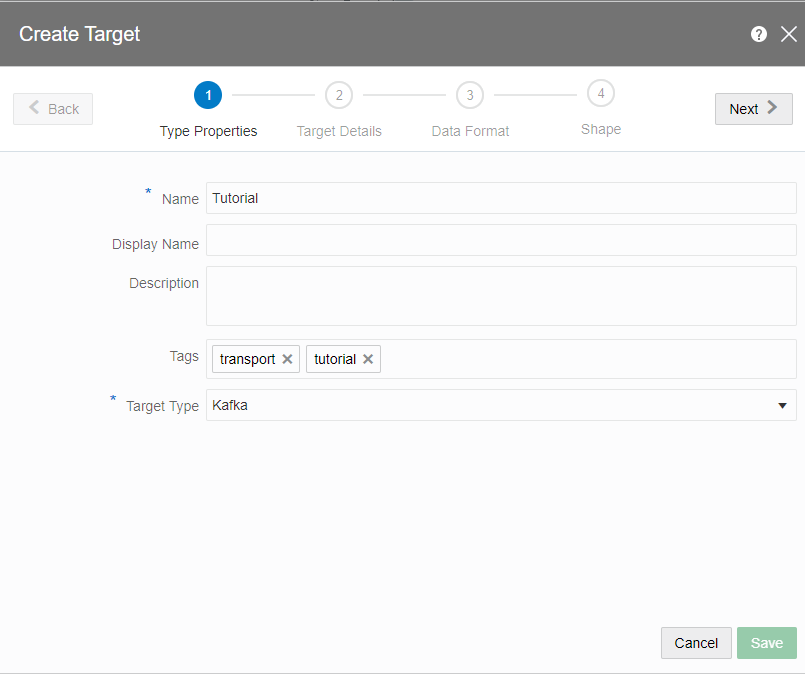 Create Target ?
Back 1 2 3 4 Next
Type Properties Target Details Data Format Shape
* Name Tutorial
Display Name
Description
Tags transport tutorial
* Target Type Kafka
Cancel Save